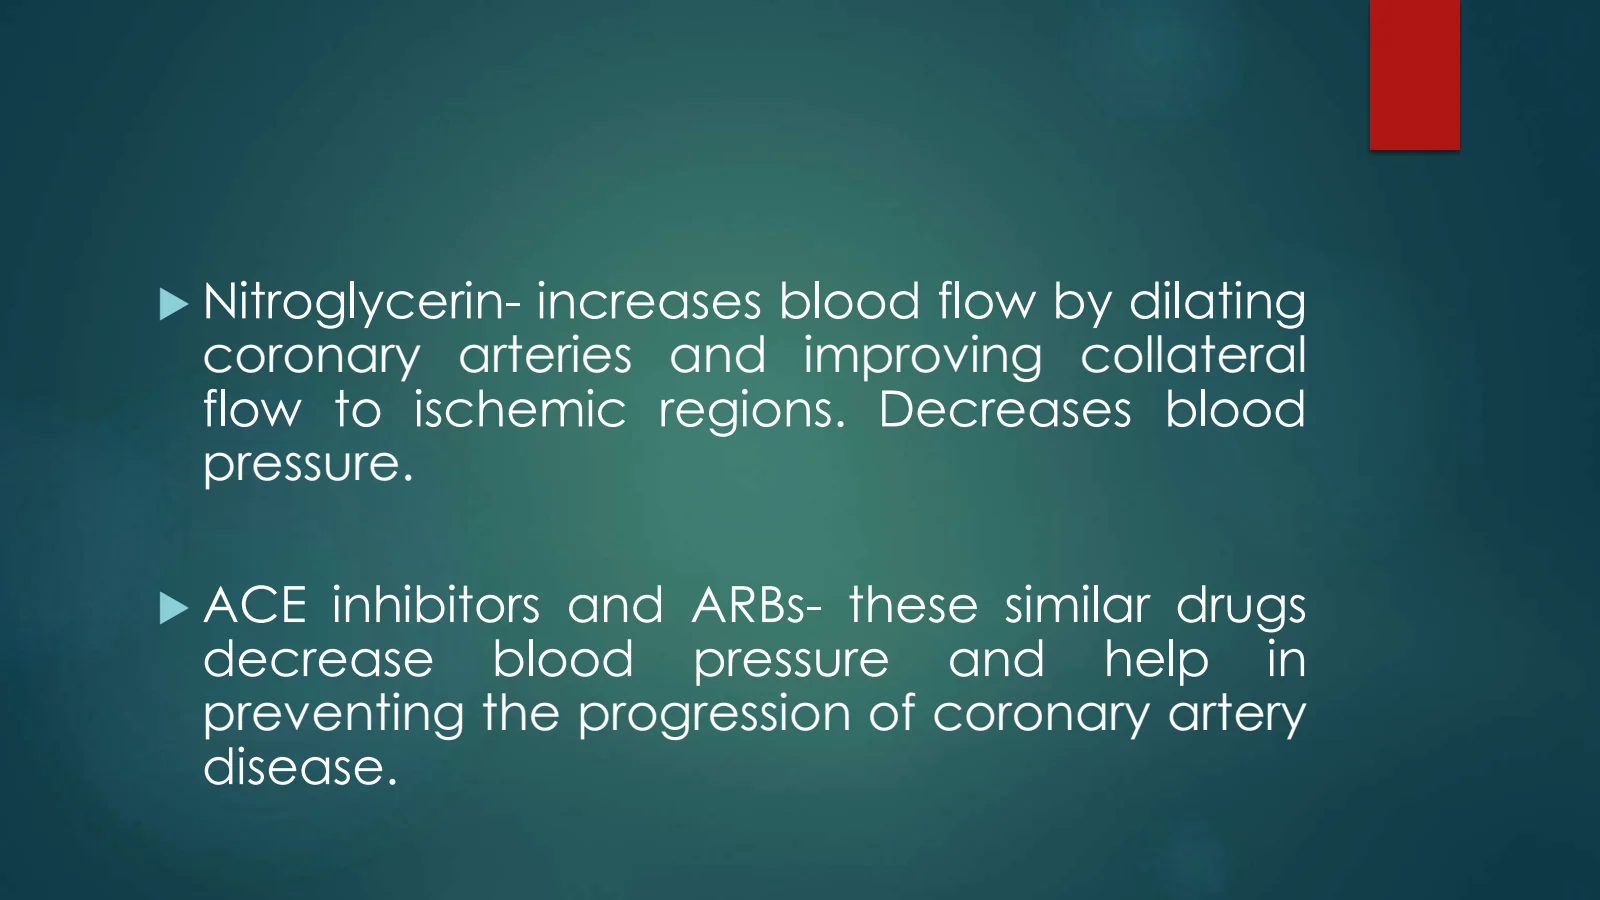 Nitroglycerin- increases blood flow by dilating
coronary arteries and improving collateral
flow to ischemic regions. Decreases blood
pressure.
ACE inhibitors and ARBs- these similar drugs
decrease blood pressure and help in
preventing the progression of coronary artery
disease.